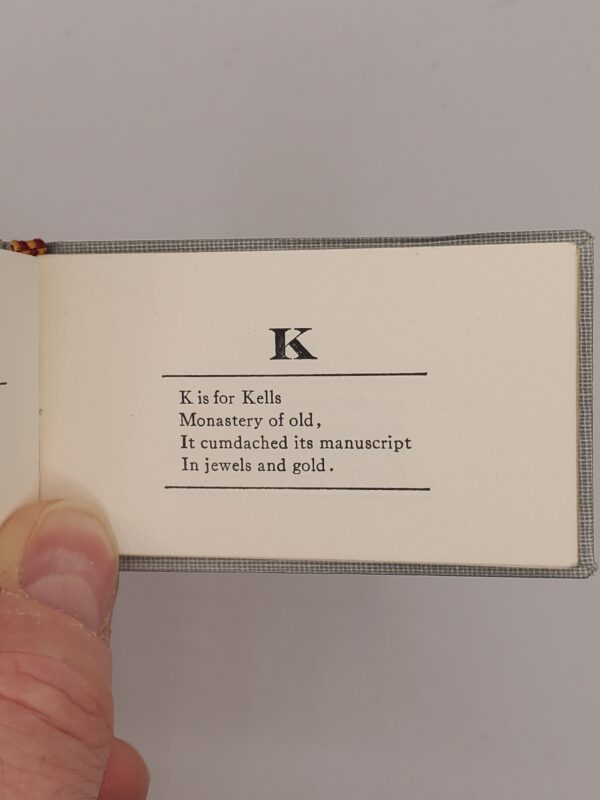 K
K is for Kells
Monastery of old,
It cumdached its manuscript
In jewels and gold.